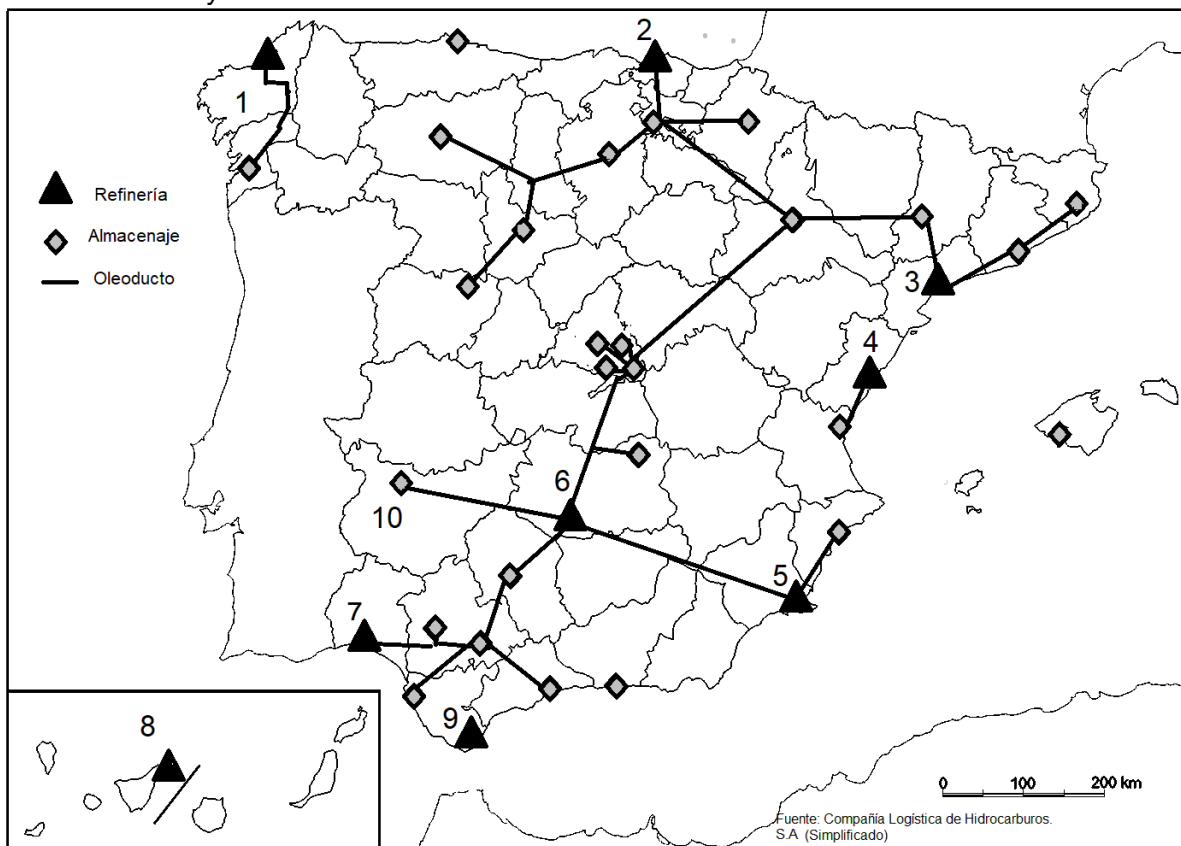 2
1
Refinería
Almacenaje
Oleoducto
3
4
6
10
5
7
8
9
0 100 200 km
Fuente: Compañía Logística de Hidrocarburos.
S.A (Simplificado)